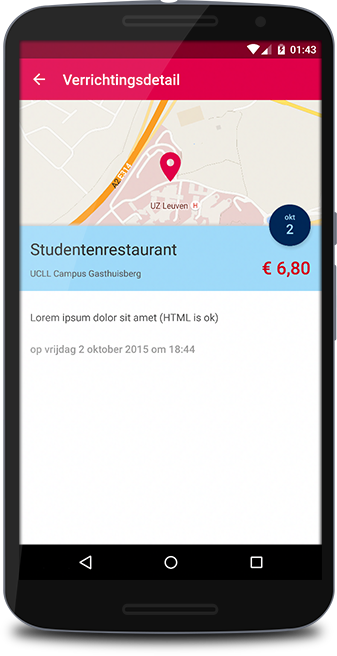 01:43
Verrichtingsdetail
A2 E314
UZ Leuven H
okt
2
Studentenrestaurant
UCLL Campus Gasthuisberg
€ 6,80
Lorem ipsum dolor sit amet (HTML is ok)
op vrijdag 2 oktober 2015 om 18:44